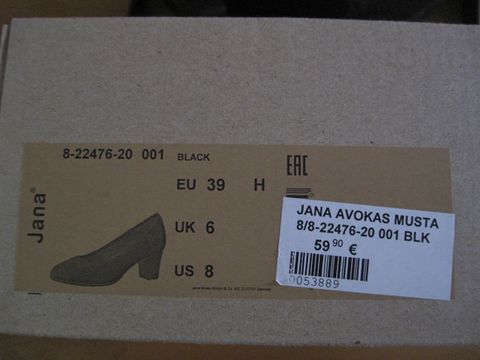 8-22476-20 001 BLACK
EAC
EU 39 H
Jana®
UK 6
US 8
JANA AVOKAS MUSTA
8/8-22476-20 001 BLK
59 90 €
0053889